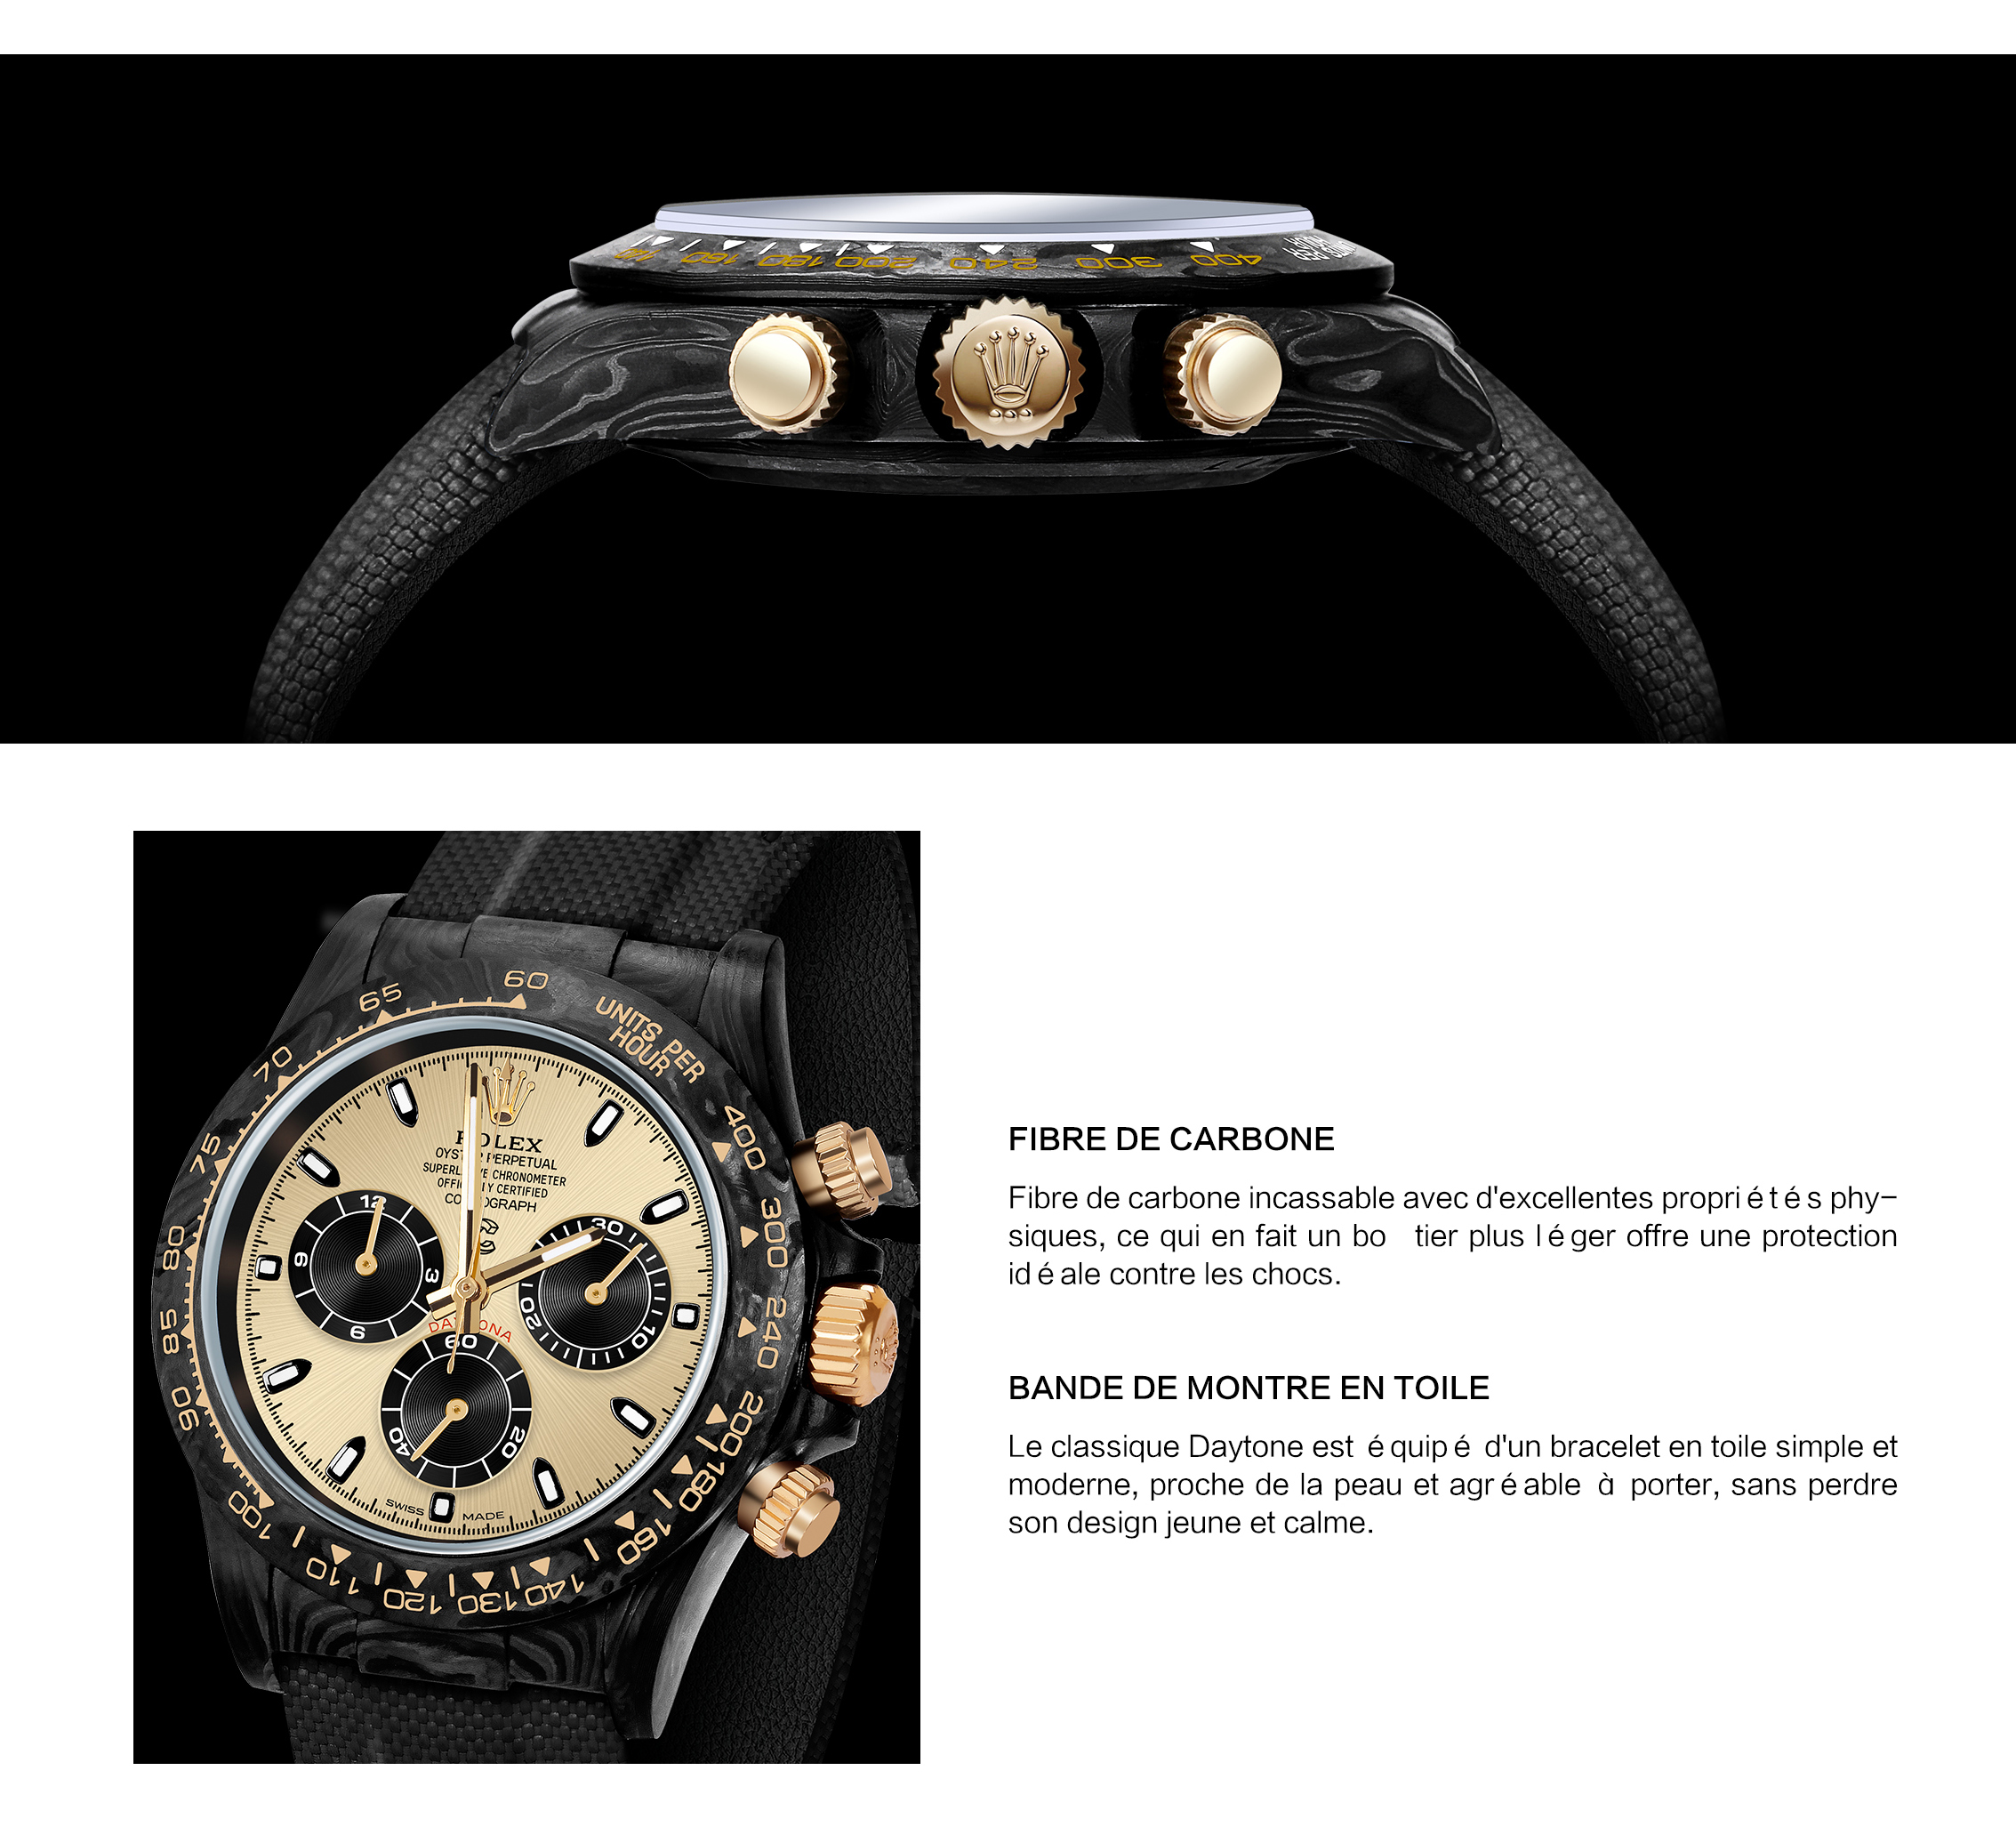 400
300
240
200
180
160
140
60
65
70
75
80
85
90
100
110
120
130
140
160
180
200
240
300
400
UNITS PER
HOUR
ROLEX
OYSTER PERPETUAL
SUPERLATIVE CHRONOMETER
OFFICIALLY CERTIFIED
COSMOGRAPH
DAYTONA
12
3
6
9
30
10
20
60
20
40
SWISS MADE
FIBRE DE CARBONE
Fibre de carbone incassable avec d'excellentes propri é t é s phy-
siques, ce qui en fait un bo tier plus l é ger offre une protection
id é ale contre les chocs.
BANDE DE MONTRE EN TOILE
Le classique Daytone est é quip é d'un bracelet en toile simple et
moderne, proche de la peau et agr é able à porter, sans perdre
son design jeune et calme.